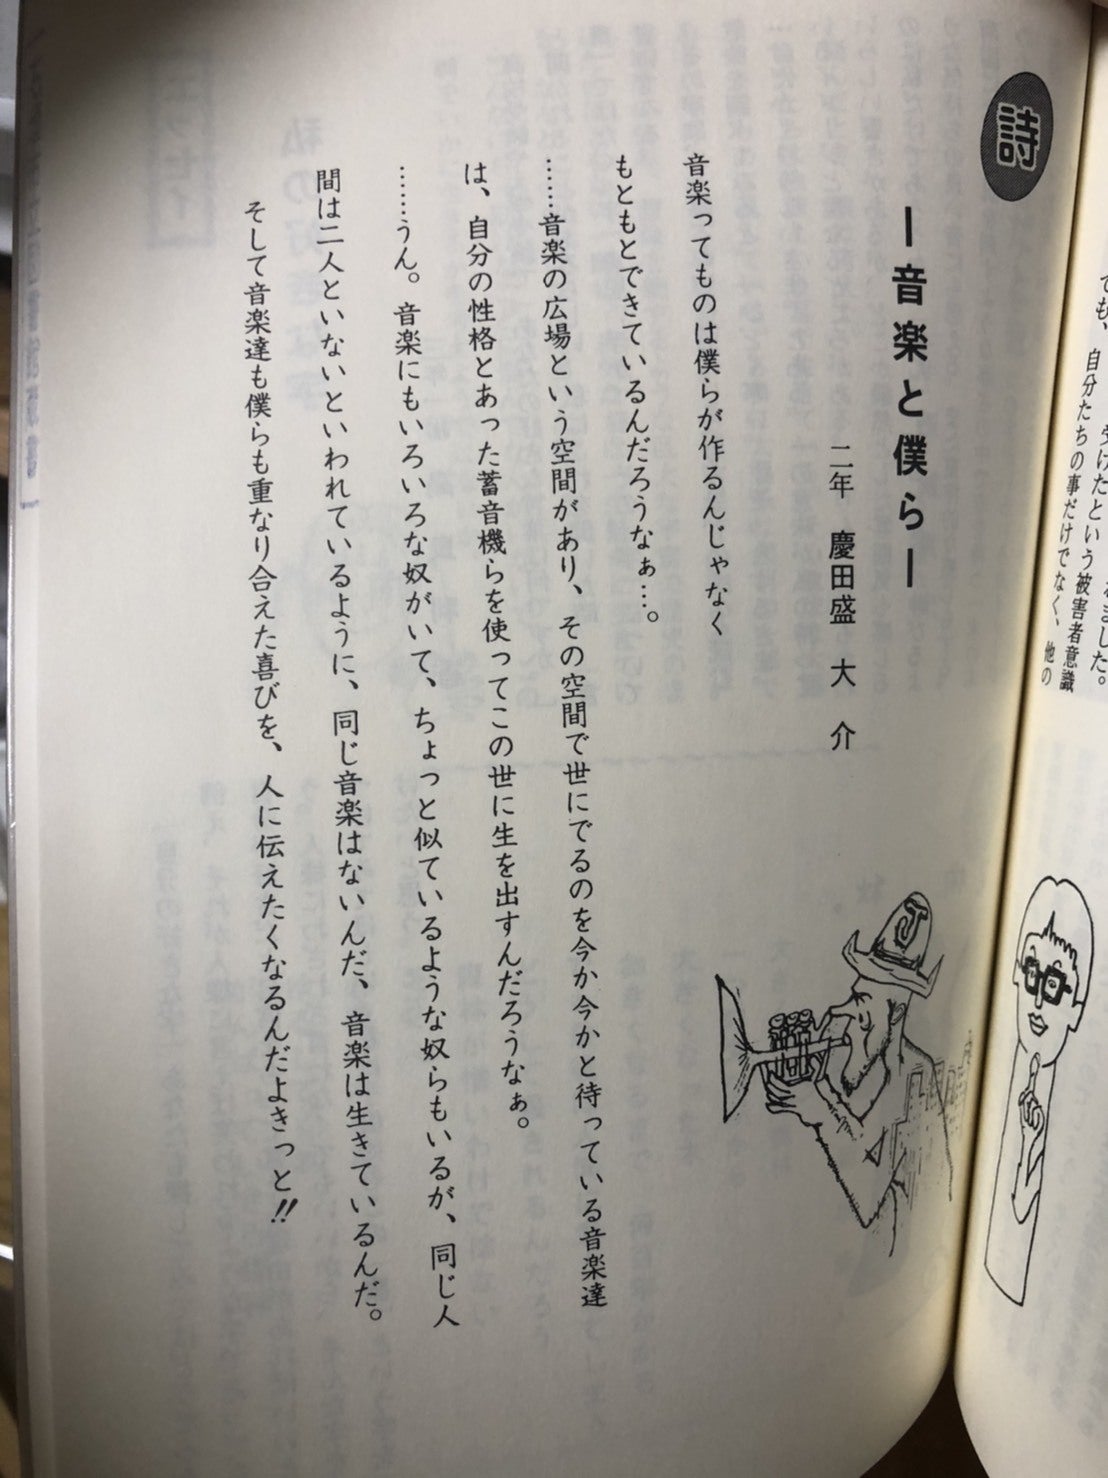 でも、
受けたという被害者意識
ました。
自分たちの事だけでなく、他の
詩
―音楽と僕ら―
二年 慶田盛 大介
音楽ってものは僕らが作るんじゃなく
もともとできているんだろうなぁ…。
……音楽の広場という空間があり、その空間で世にでるのを今か今かと待っている音楽達
は、自分の性格とあった蓄音機らを使ってこの世に生を出すんだろうなぁ。
……うん。音楽にもいろいろな奴がいて、ちょっと似ているような奴らもいるが、同じ人
間は二人といないといわれているように、同じ音楽はないんだ、音楽は生きているんだ。
そして音楽達も僕らも重なり合えた喜びを、人に伝えたくなるんだよきっと!!
J